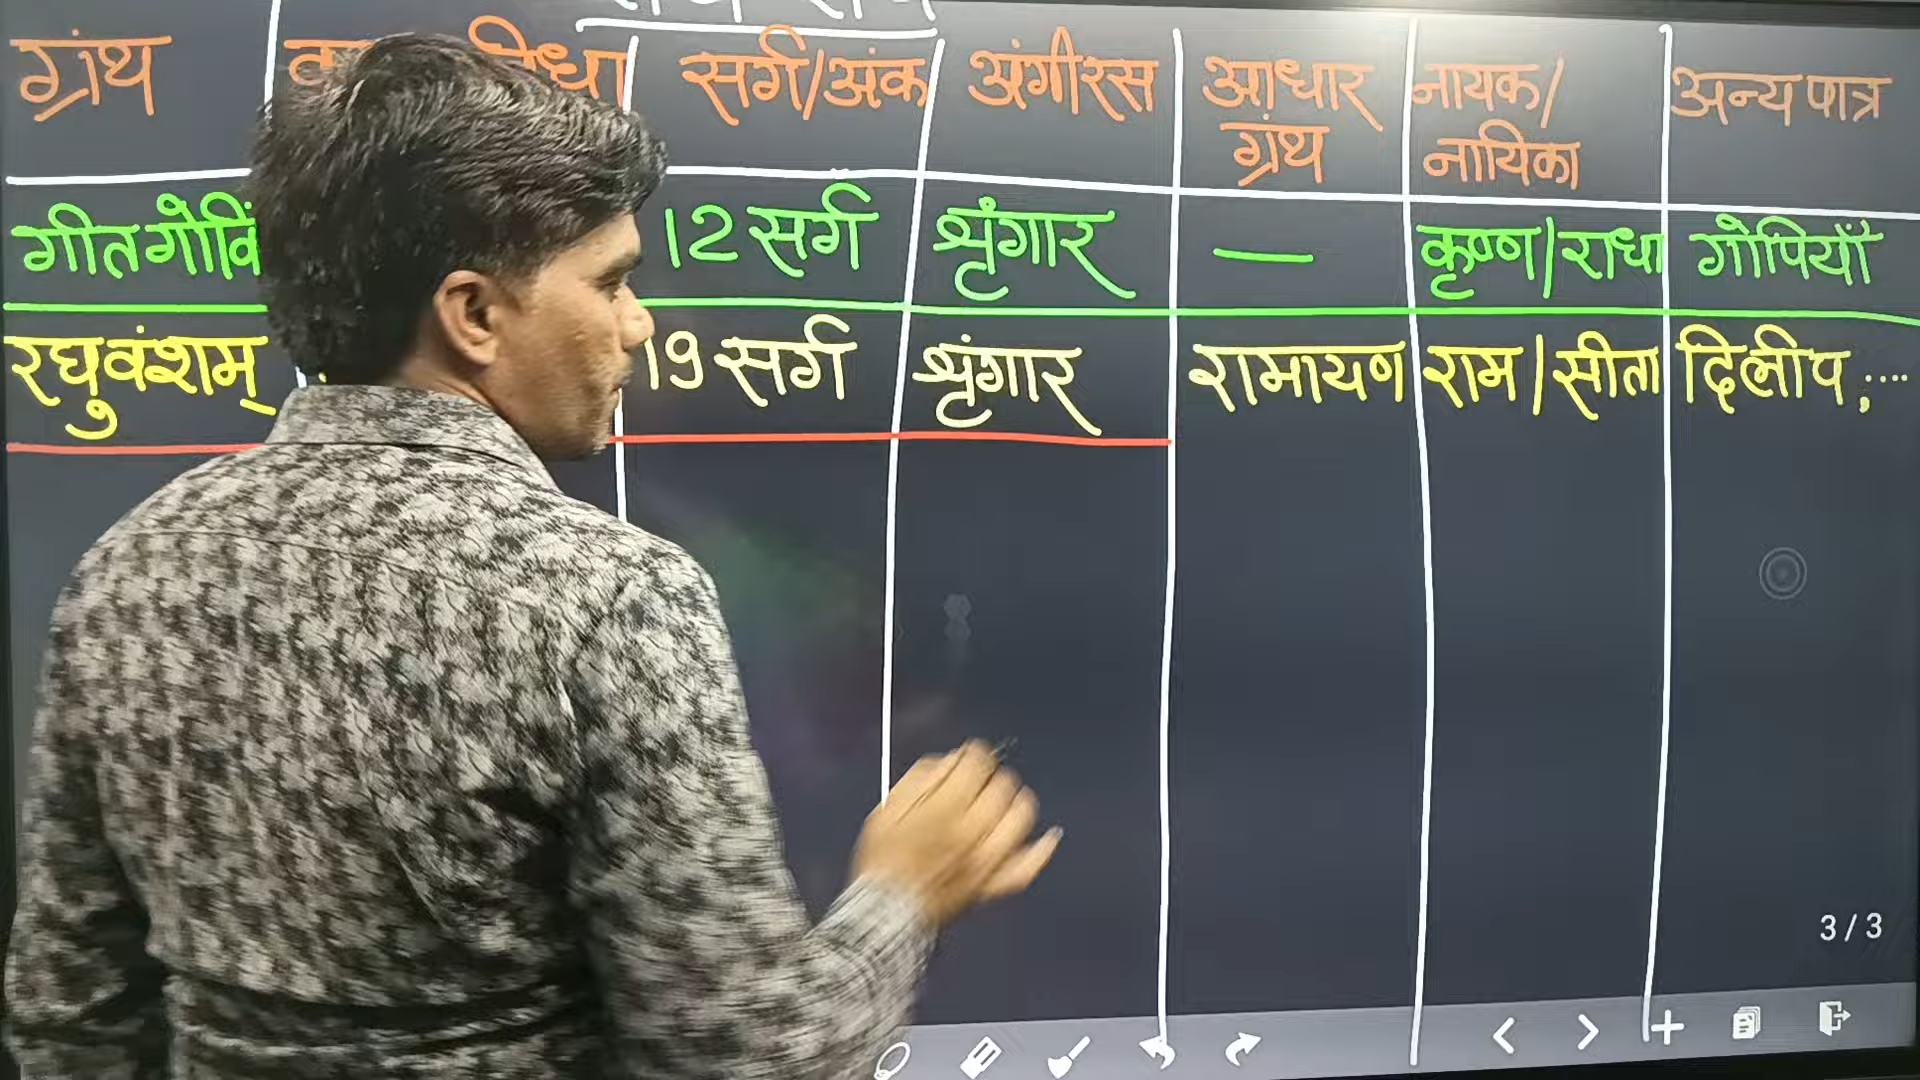 ग्रंथ विधा सर्ग/अंक अंगीरस आधार ग्रंथ नायक/ नायिका अन्य पात्र
12 सर्ग श्रृंगार — कृष्ण/राधा गोपियाँ
रघुवंशम् 19 सर्ग श्रृंगार रामायण राम/सीता दिलीप;....
3/3